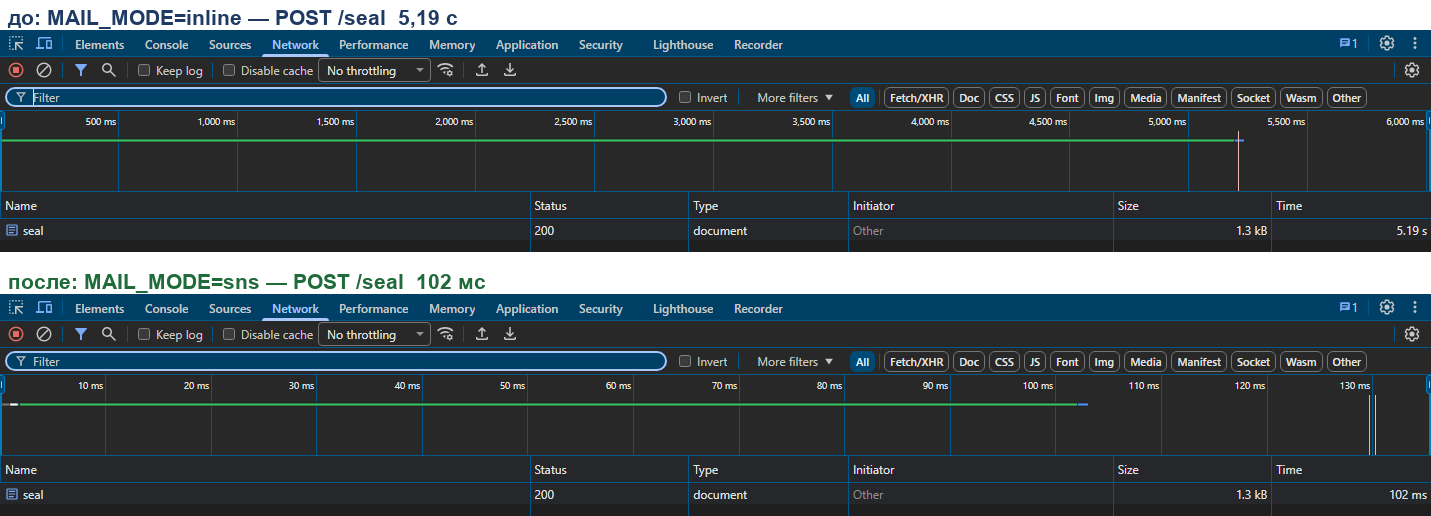 до: MAIL_MODE=inline — POST /seal 5,19 с
Elements Console Sources Network Performance Memory Application Security Lighthouse Recorder 1
Keep log Disable cache No throttling
Filter Invert More filters All Fetch/XHR Doc CSS JS Font Img Media Manifest Socket Wasm Other
500 ms 1,000 ms 1,500 ms 2,000 ms 2,500 ms 3,000 ms 3,500 ms 4,000 ms 4,500 ms 5,000 ms 5,500 ms 6,000 ms
Name Status Type Initiator Size Time
seal 200 document Other 1.3 kB 5.19 s
после: MAIL_MODE=sns — POST /seal 102 мс
Elements Console Sources Network Performance Memory Application Security Lighthouse Recorder 1
Keep log Disable cache No throttling
Filter Invert More filters All Fetch/XHR Doc CSS JS Font Img Media Manifest Socket Wasm Other
10 ms 20 ms 30 ms 40 ms 50 ms 60 ms 70 ms 80 ms 90 ms 100 ms 110 ms 120 ms 130 ms
Name Status Type Initiator Size Time
seal 200 document Other 1.3 kB 102 ms